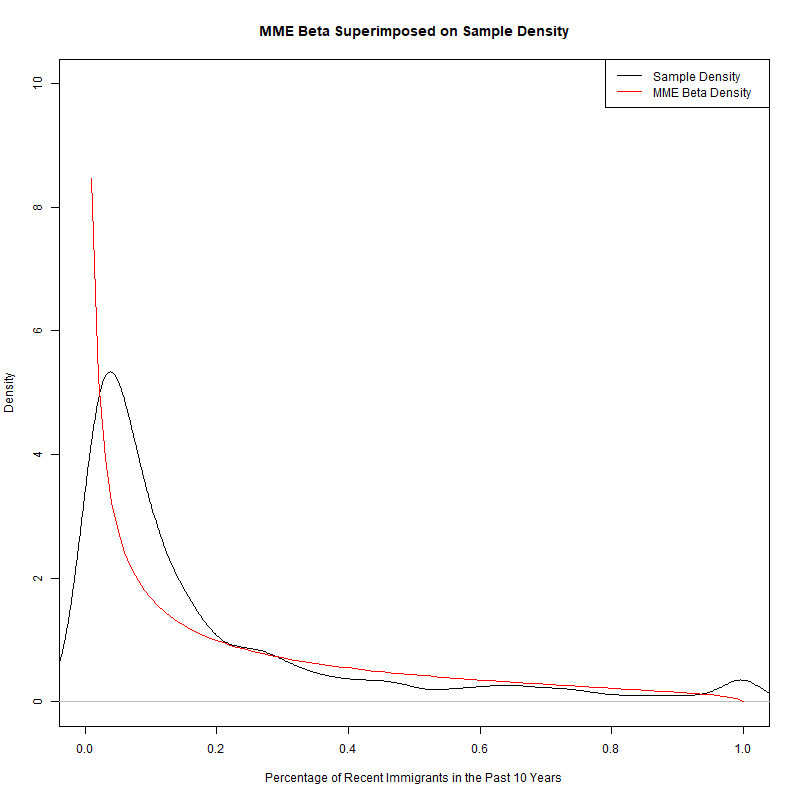 MME Beta Superimposed on Sample Density
Sample Density
MME Beta Density
10
8
6
4
2
0
Density
0.0 0.2 0.4 0.6 0.8 1.0
Percentage of Recent Immigrants in the Past 10 Years